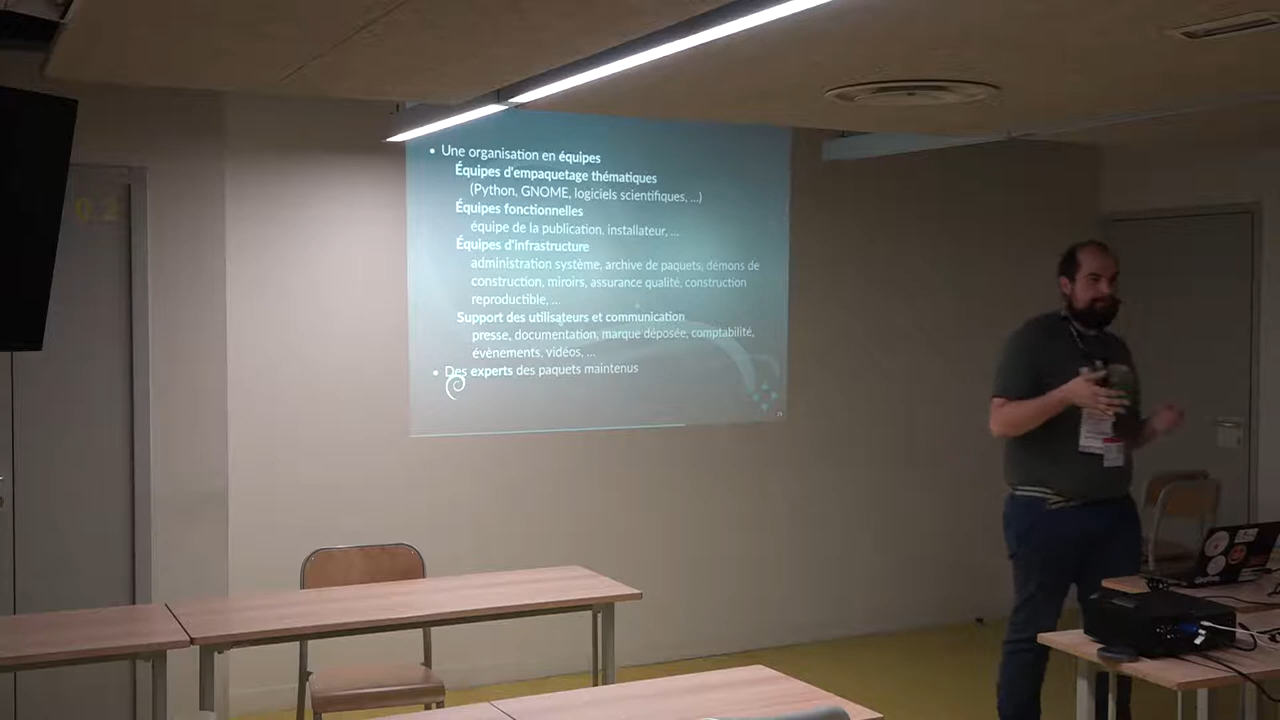 • Une organisation en équipes
Équipes d'empaquetage thématiques
(Python, GNOME, logiciels scientifiques, ...)
Équipes fonctionnelles
équipe de la publication, installateur, ...
Équipes d'infrastructure
administration système, archive de paquets, démons de
construction, miroirs, assurance qualité, construction
reproductible, ...
Support des utilisateurs et communication
presse, documentation, marque déposée, comptabilité,
évènements, vidéos, ...
• Des experts des paquets maintenus
0.2